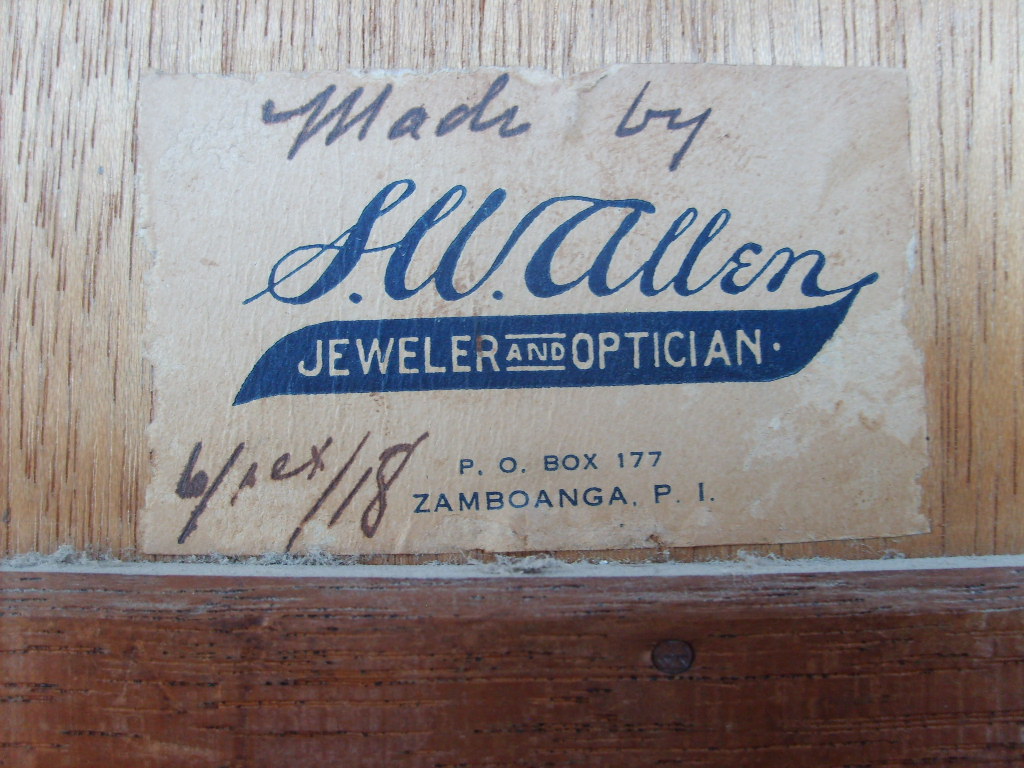 Made by
S.W. Allen
JEWELER AND OPTICIAN.
P. O. BOX 177
ZAMBOANGA, P. I.